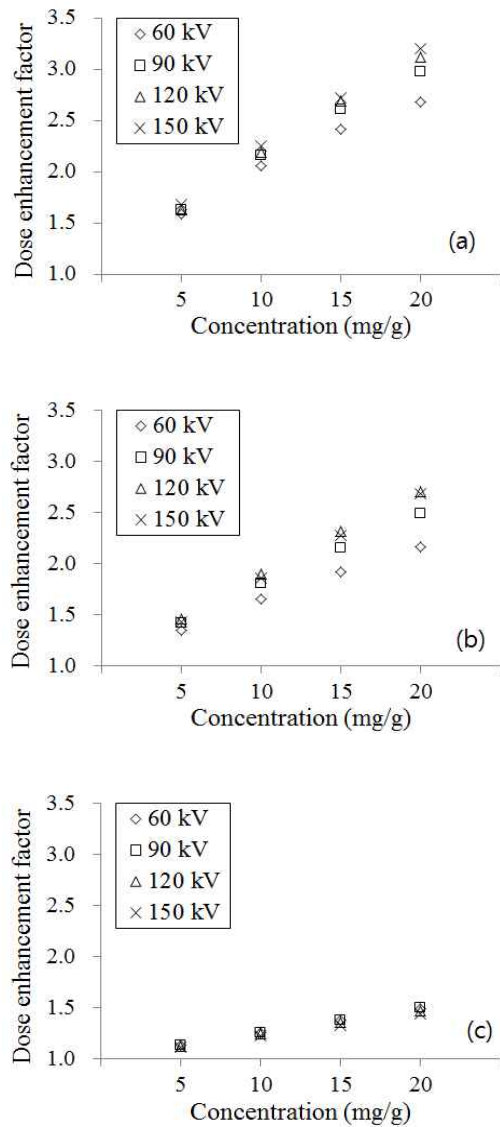 Dose enhancement factor
3.5
3.0
2.5
2.0
1.5
1.0
60 kV
90 kV
120 kV
150 kV
(a)
5 10 15 20
Concentration (mg/g)
Dose enhancement factor
3.5
3.0
2.5
2.0
1.5
1.0
60 kV
90 kV
120 kV
150 kV
(b)
5 10 15 20
Concentration (mg/g)
Dose enhancement factor
3.5
3.0
2.5
2.0
1.5
1.0
60 kV
90 kV
120 kV
150 kV
(c)
5 10 15 20
Concentration (mg/g)